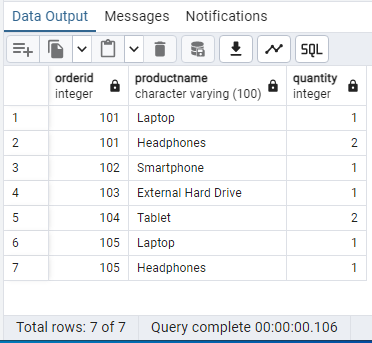 Data Output Messages Notifications
SQL
orderid productname quantity
integer character varying (100) integer
1 101 Laptop 1
2 101 Headphones 2
3 102 Smartphone 1
4 103 External Hard Drive 1
5 104 Tablet 2
6 105 Laptop 1
7 105 Headphones 1
Total rows: 7 of 7 Query complete 00:00:00.106